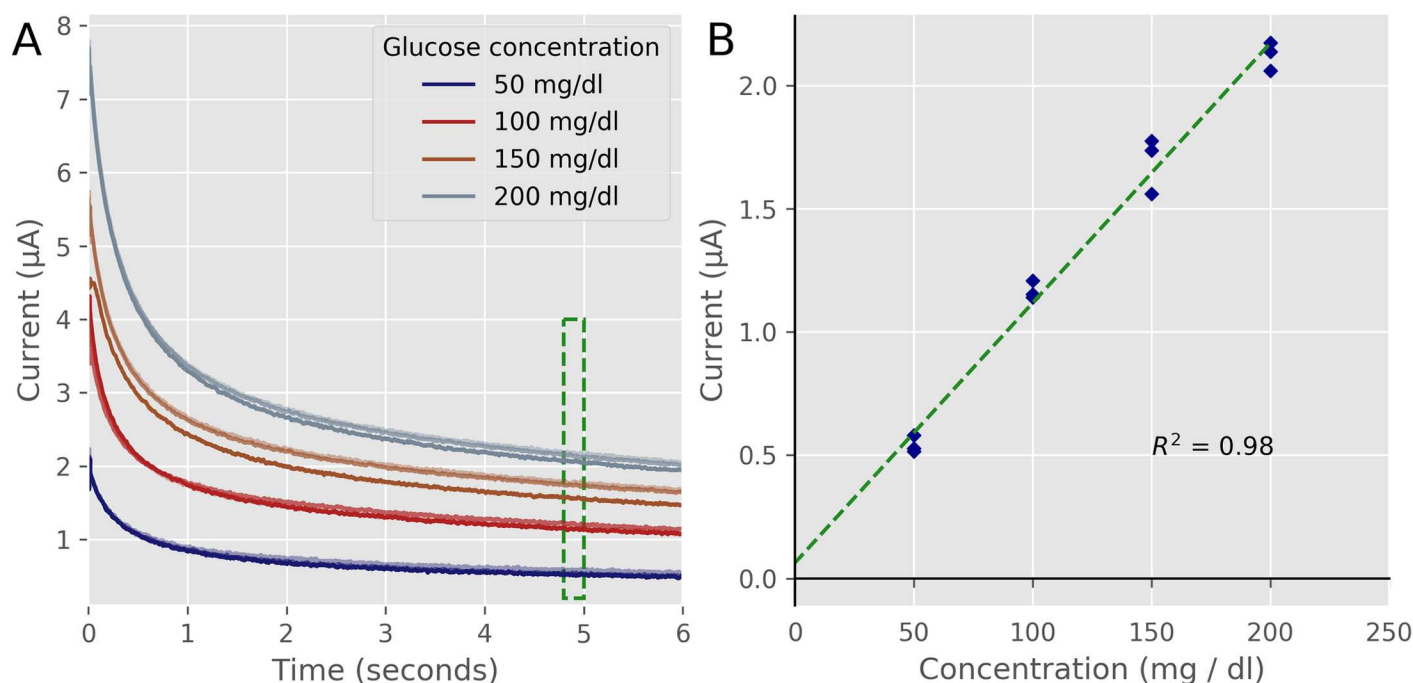 A
8
7
6
5
4
3
2
1
Current (μA)
0 1 2 3 4 5 6
Time (seconds)
Glucose concentration
50 mg/dl
100 mg/dl
150 mg/dl
200 mg/dl
B
2.0
1.5
1.0
0.5
0.0
Current (μA)
R² = 0.98
0 50 100 150 200 250
Concentration (mg / dl)